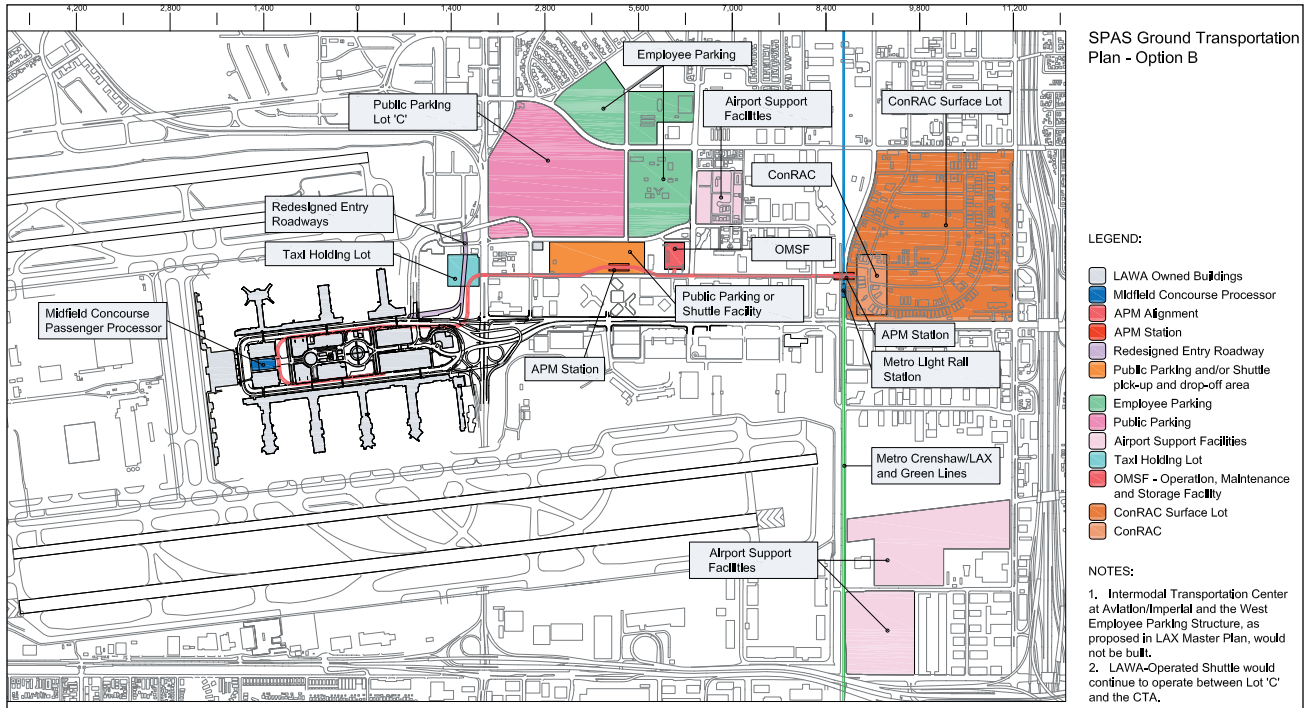 4,200 2,800 1,400 0 1,400 2,800 5,600 7,000 8,400 9,800 11,200
SPAS Ground Transportation
Plan - Option B
Employee Parking
Public Parking
Lot 'C'
Airport Support
Facilities
ConRAC Surface Lot
ConRAC
Redesigned Entry
Roadways
Taxi Holding Lot
OMSF
Midfield Concourse
Passenger Processor
Public Parking or
Shuttle Facility
APM Station
APM Station
Metro Light Rail
Station
Metro Crenshaw/LAX
and Green Lines
Airport Support
Facilities
LEGEND:
LAWA Owned Buildings
Midfield Concourse Processor
APM Alignment
APM Station
Redesigned Entry Roadway
Public Parking and/or Shuttle
pick-up and drop-off area
Employee Parking
Public Parking
Airport Support Facilities
Taxi Holding Lot
OMSF - Operation, Maintenance
and Storage Facility
ConRAC Surface Lot
ConRAC
NOTES:
1. Intermodal Transportation Center
at Aviation/Imperial and the West
Employee Parking Structure, as
proposed in LAX Master Plan, would
not be built.
2. LAWA-Operated Shuttle would
continue to operate between Lot 'C'
and the CTA.